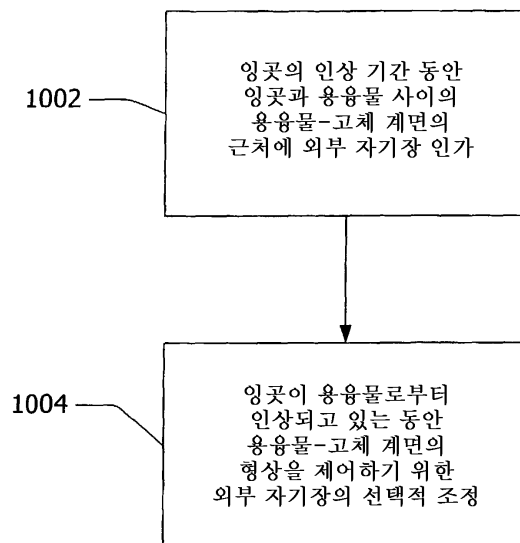 1002
잉곳의 인상 기간 동안
잉곳과 용융물 사이의
용융물-고체 계면의
근처에 외부 자기장 인가
1004
잉곳이 용융물로부터
인상되고 있는 동안
용융물-고체 계면의
형상을 제어하기 위한
외부 자기장의 선택적 조정